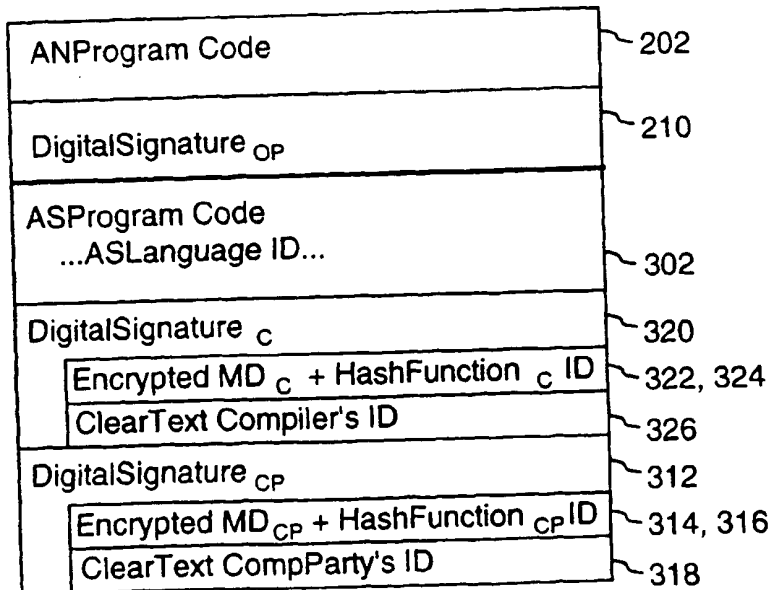 ANProgram Code 202
DigitalSignature OP 210
ASProgram Code
...ASLanguage ID... 302
DigitalSignature C 320
Encrypted MD C + HashFunction C ID 322, 324
ClearText Compiler's ID 326
DigitalSignature CP 312
Encrypted MD CP + HashFunction CP ID 314, 316
ClearText CompParty's ID 318